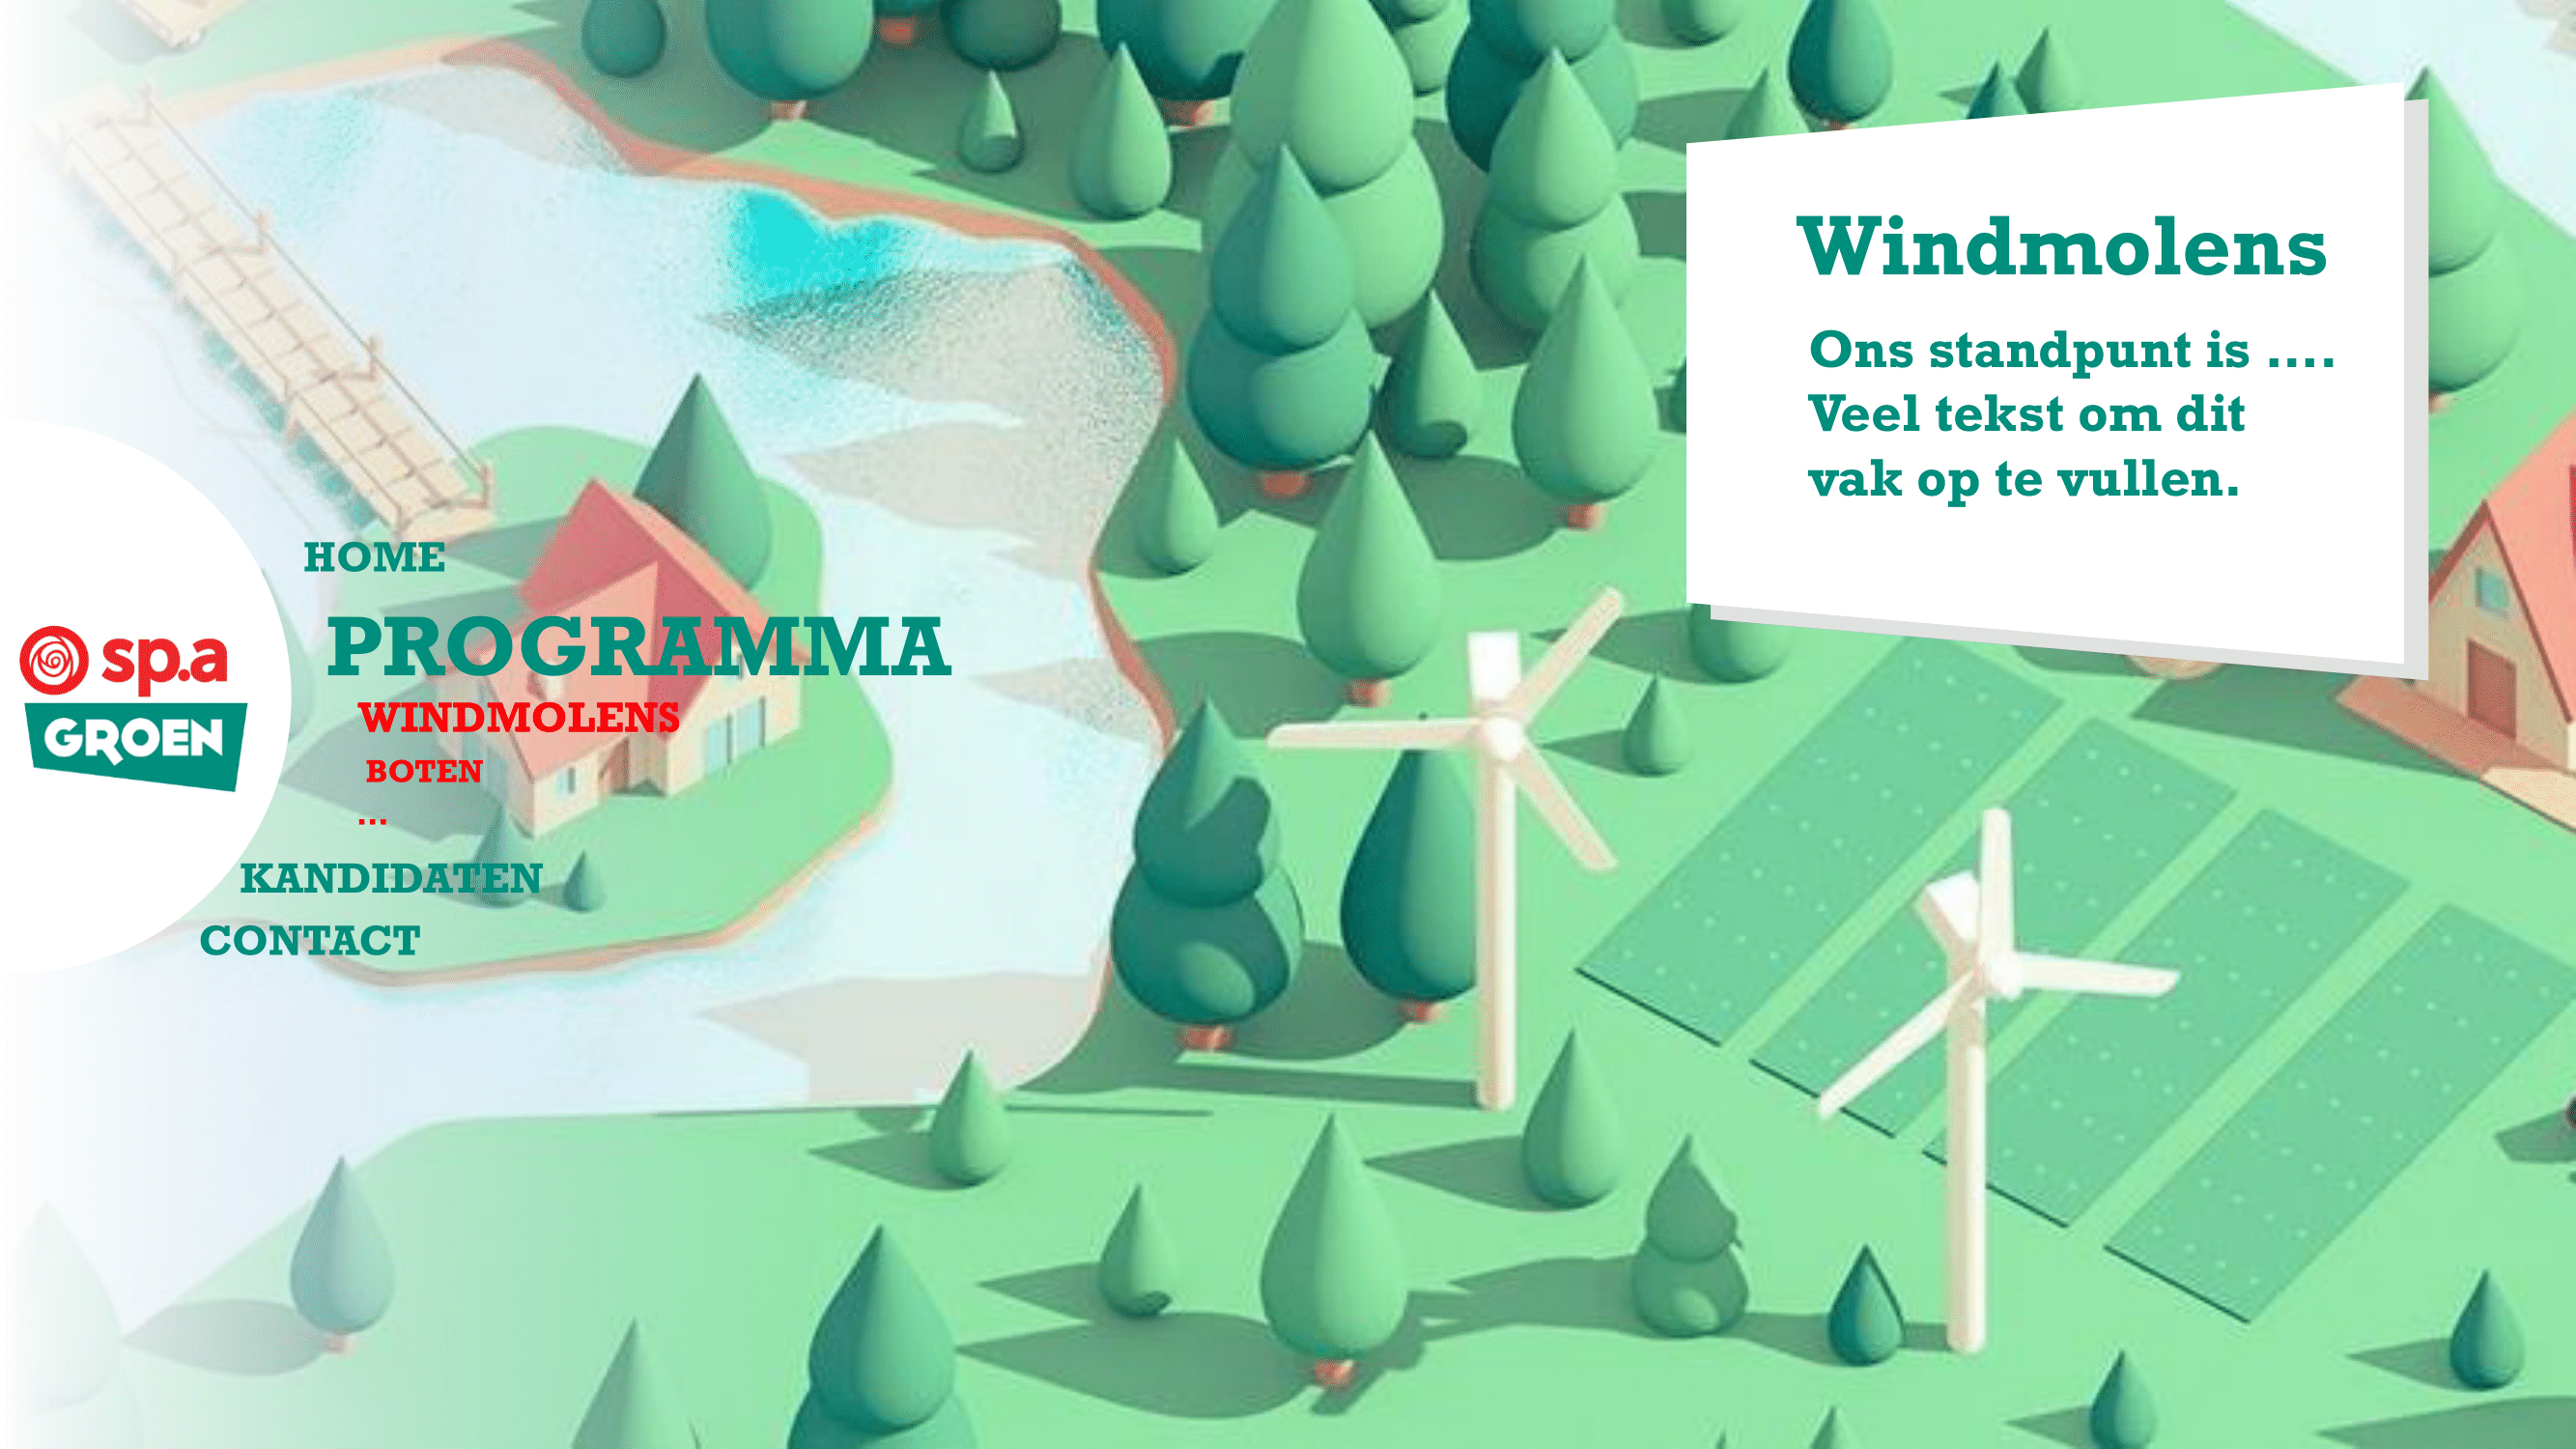 sp.a
GROEN
HOME
PROGRAMMA
WINDMOLENS
BOTEN
...
KANDIDATEN
CONTACT
Windmolens
Ons standpunt is ....
Veel tekst om dit
vak op te vullen.